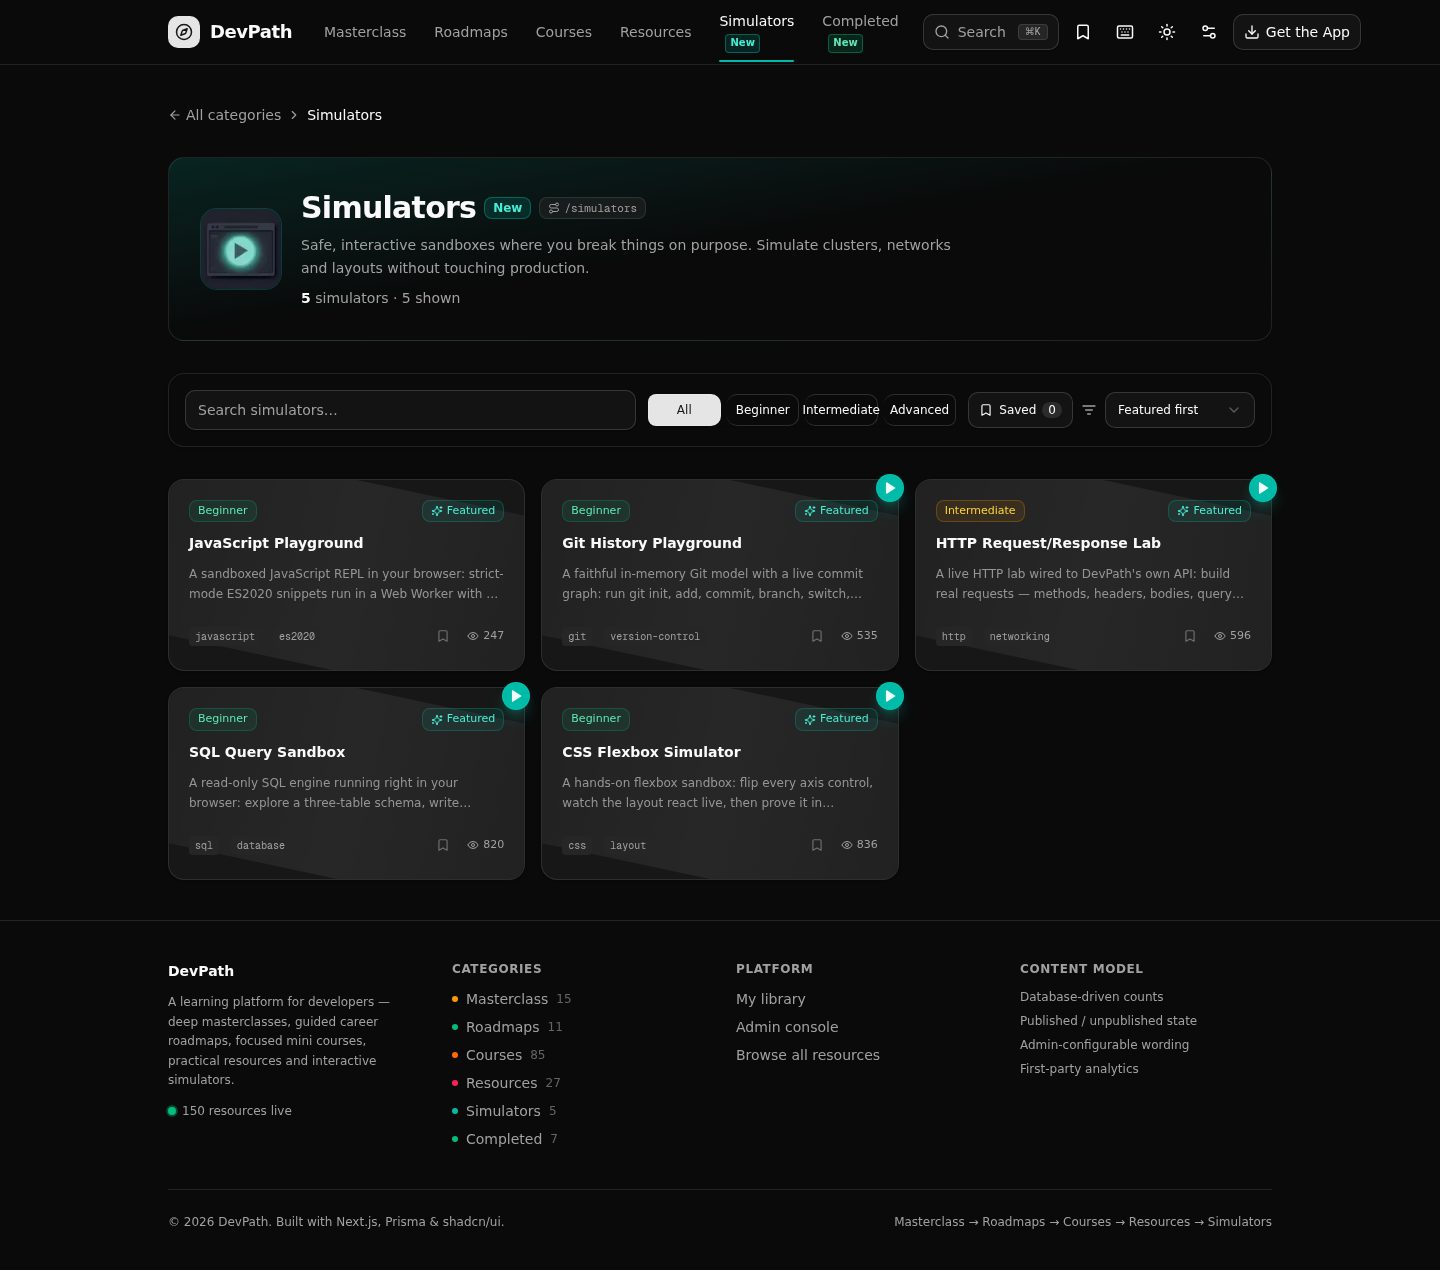 DevPath
Masterclass
Roadmaps
Courses
Resources
Simulators
New
Completed
New
Search ⌘K
Get the App
All categories
Simulators
Simulators
New
/simulators
Safe, interactive sandboxes where you break things on purpose. Simulate clusters, networks
and layouts without touching production.
5 simulators · 5 shown
Search simulators…
All
Beginner
Intermediate
Advanced
Saved 0
Featured first
Beginner
Featured
JavaScript Playground
A sandboxed JavaScript REPL in your browser: strict-
mode ES2020 snippets run in a Web Worker with …
javascript
es2020
247
Beginner
Featured
Git History Playground
A faithful in-memory Git model with a live commit
graph: run git init, add, commit, branch, switch,…
git
version-control
535
Intermediate
Featured
HTTP Request/Response Lab
A live HTTP lab wired to DevPath's own API: build
real requests — methods, headers, bodies, query…
http
networking
596
Beginner
Featured
SQL Query Sandbox
A read-only SQL engine running right in your
browser: explore a three-table schema, write…
sql
database
820
Beginner
Featured
CSS Flexbox Simulator
A hands-on flexbox sandbox: flip every axis control,
watch the layout react live, then prove it in…
css
layout
836
DevPath
A learning platform for developers —
deep masterclasses, guided career
roadmaps, focused mini courses,
practical resources and interactive
simulators.
150 resources live
CATEGORIES
Masterclass 15
Roadmaps 11
Courses 85
Resources 27
Simulators 5
Completed 7
PLATFORM
My library
Admin console
Browse all resources
CONTENT MODEL
Database-driven counts
Published / unpublished state
Admin-configurable wording
First-party analytics
© 2026 DevPath. Built with Next.js, Prisma & shadcn/ui.
Masterclass → Roadmaps → Courses → Resources → Simulators